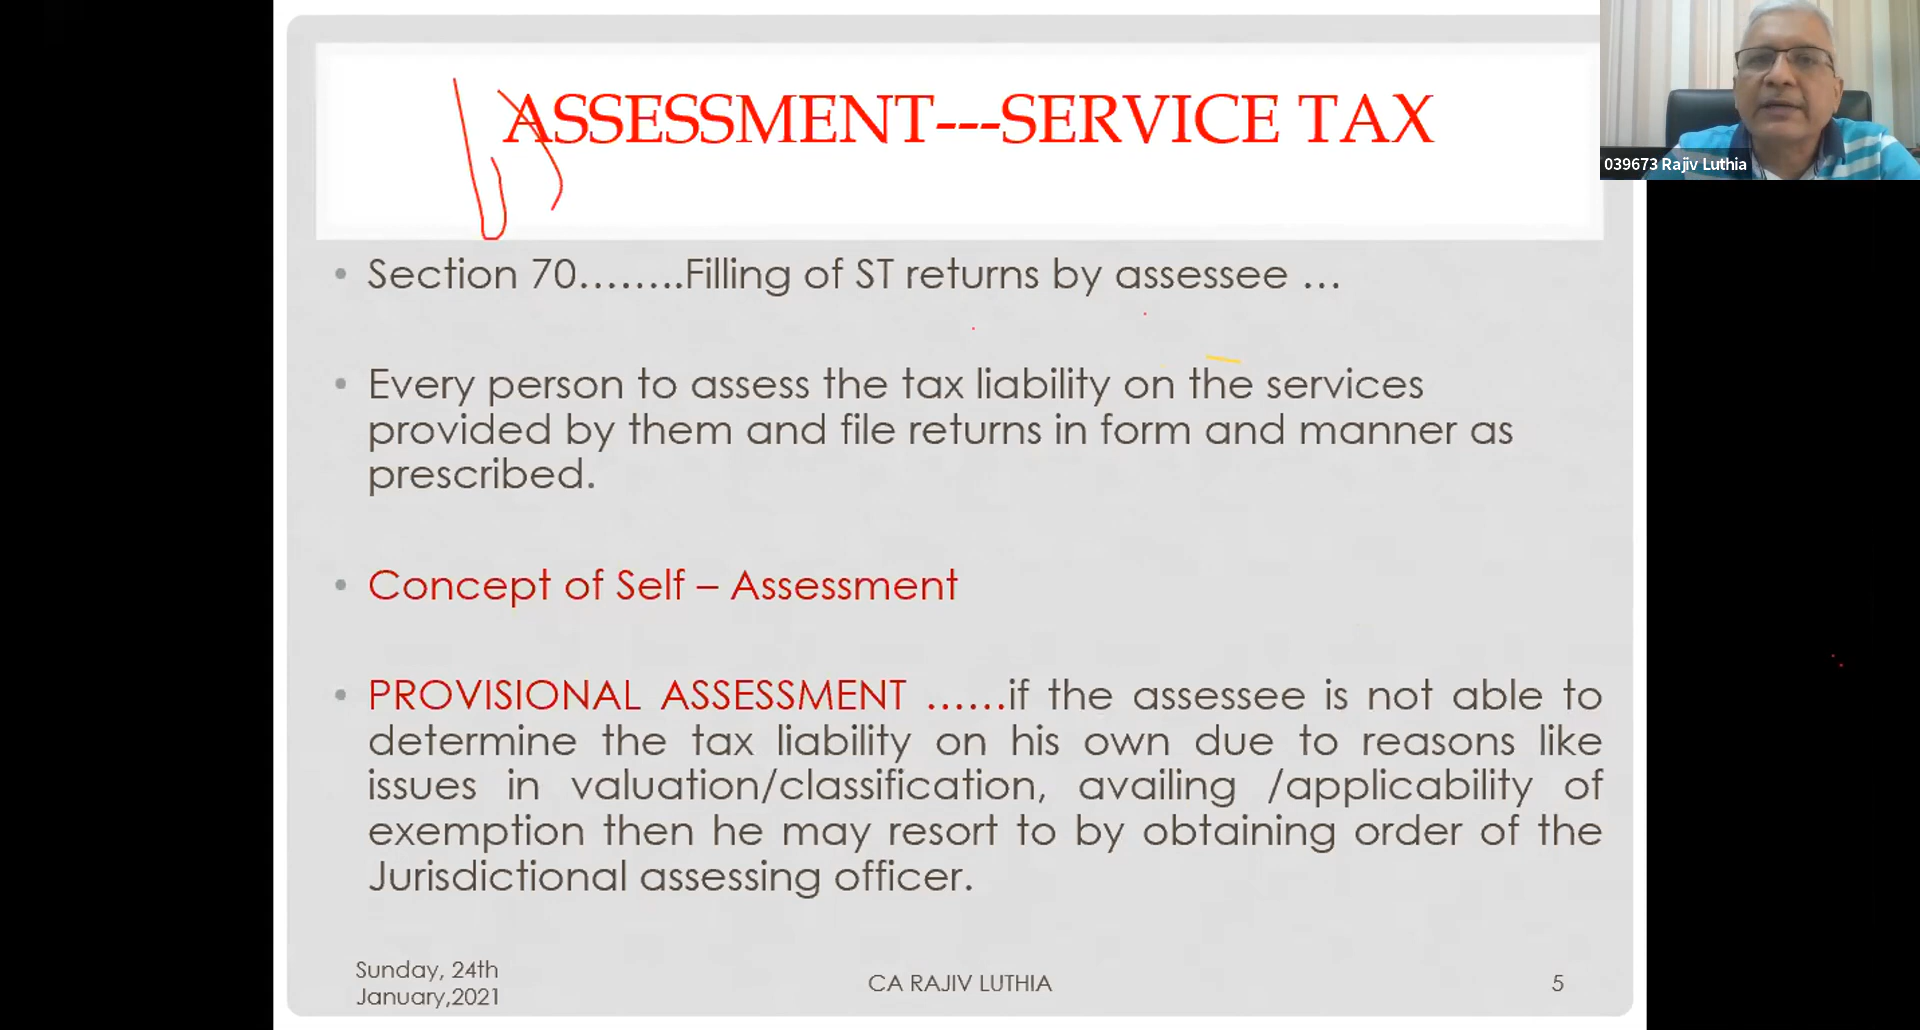 ASSESSMENT---SERVICE TAX
039673 Rajiv Luthia
• Section 70........Filling of ST returns by assessee ...
• Every person to assess the tax liability on the services
provided by them and file returns in form and manner as
prescribed.
• Concept of Self – Assessment
• PROVISIONAL ASSESSMENT ......if the assessee is not able to
determine the tax liability on his own due to reasons like
issues in valuation/classification, availing /applicability of
exemption then he may resort to by obtaining order of the
Jurisdictional assessing officer.
Sunday, 24th
January,2021
CA RAJIV LUTHIA
5